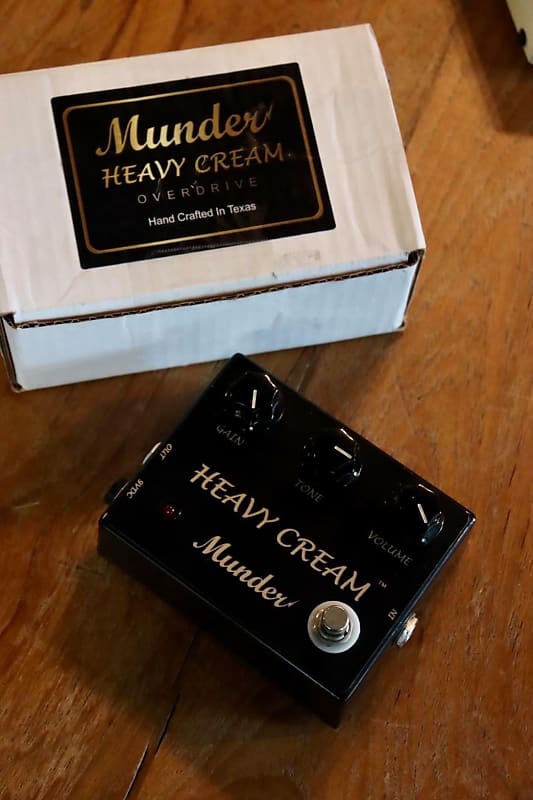 Munder
HEAVY CREAM
OVERDRIVE
Hand Crafted In Texas
GAIN
TONE
VOLUME
OUT
9VDC
HEAVY CREAM™
Munder
IN